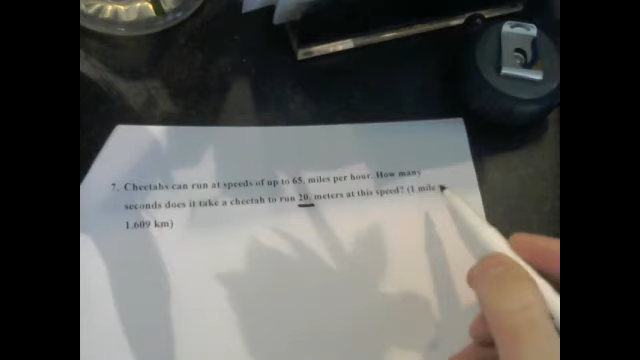 7. Cheetahs can run at speeds of up to 65. miles per hour. How many
seconds does it take a cheetah to run 20. meters at this speed? (1 mile
1.609 km)